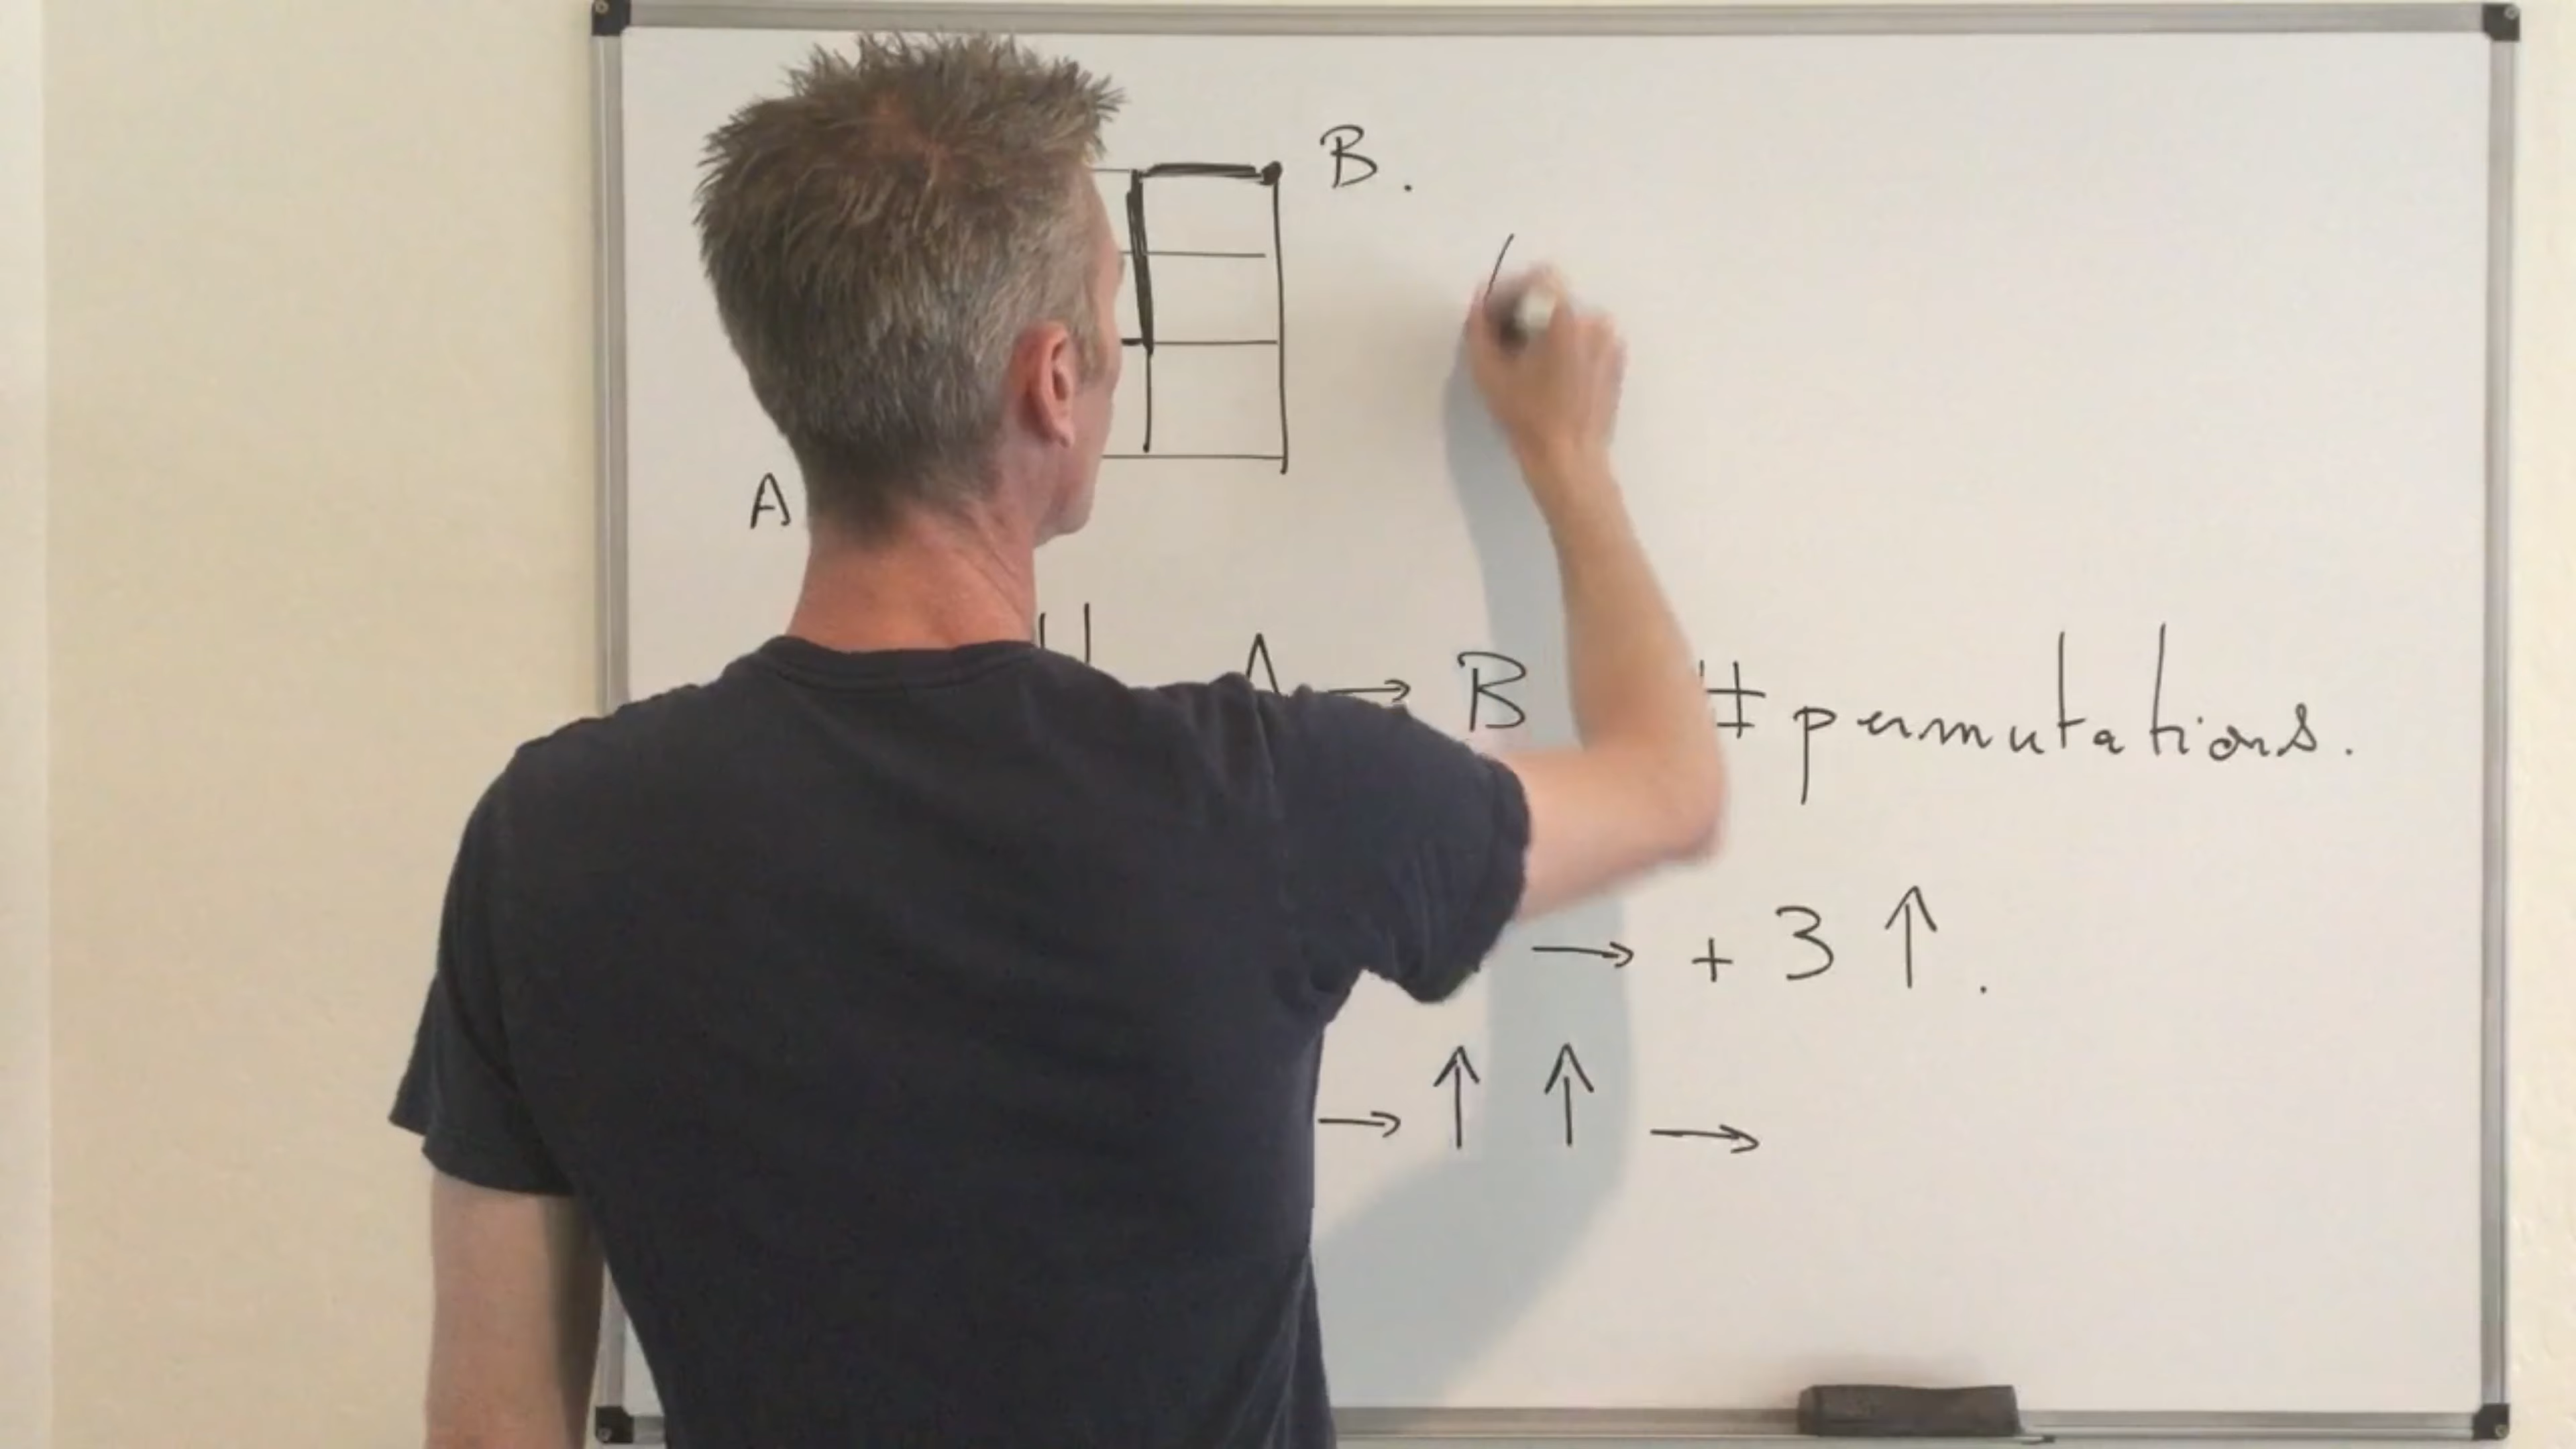 B.
A
A → B # permutations.
→ + 3 ↑.
→ ↑ ↑ →